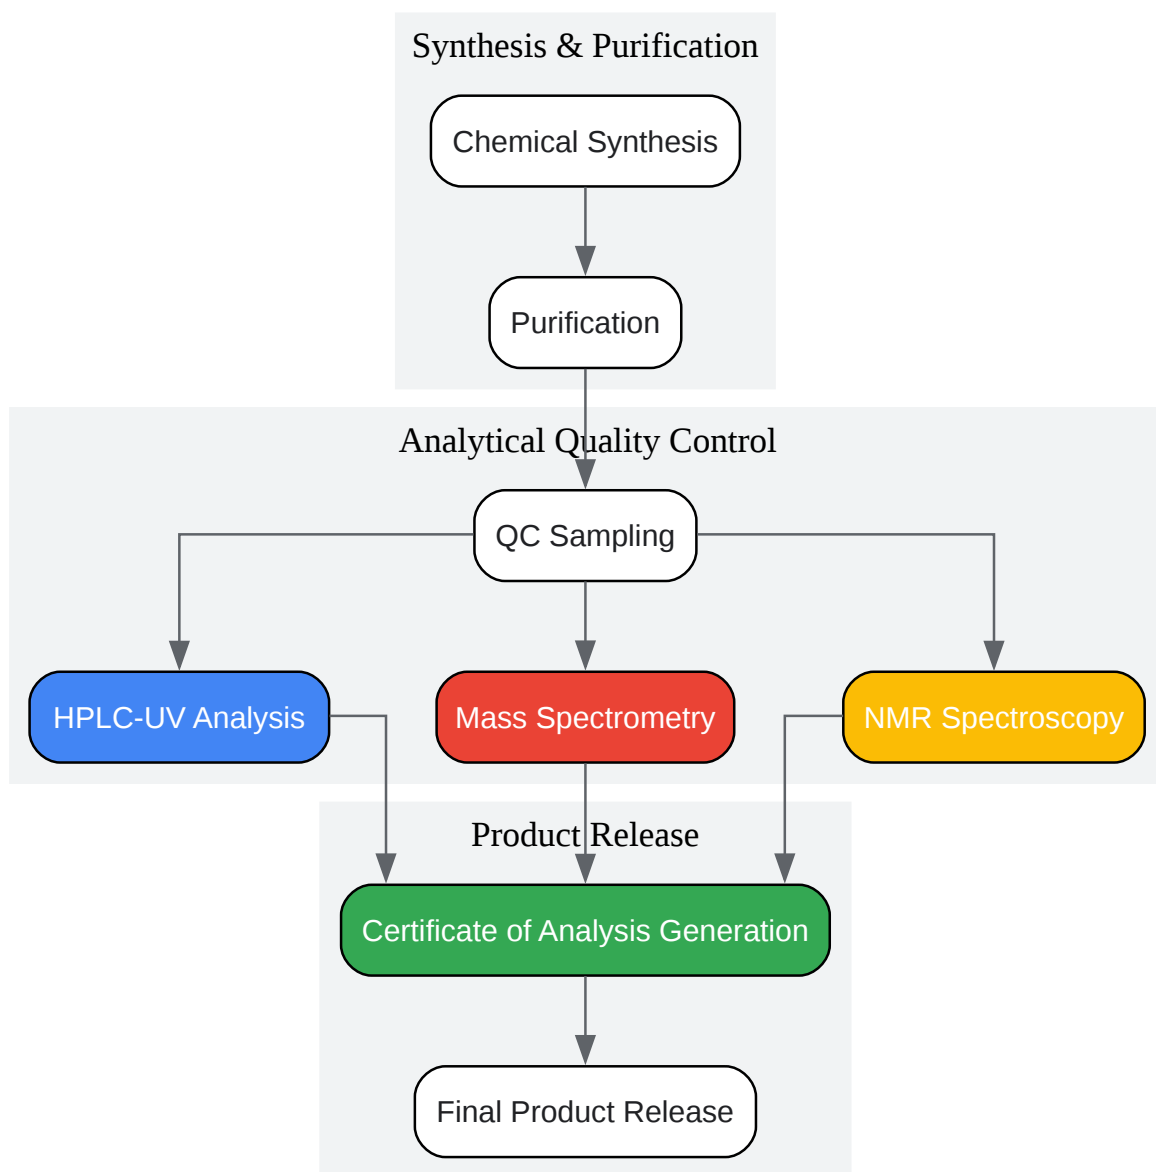 Synthesis & Purification
Chemical Synthesis
Purification
Analytical Quality Control
QC Sampling
HPLC-UV Analysis
Mass Spectrometry
NMR Spectroscopy
Product Release
Certificate of Analysis Generation
Final Product Release